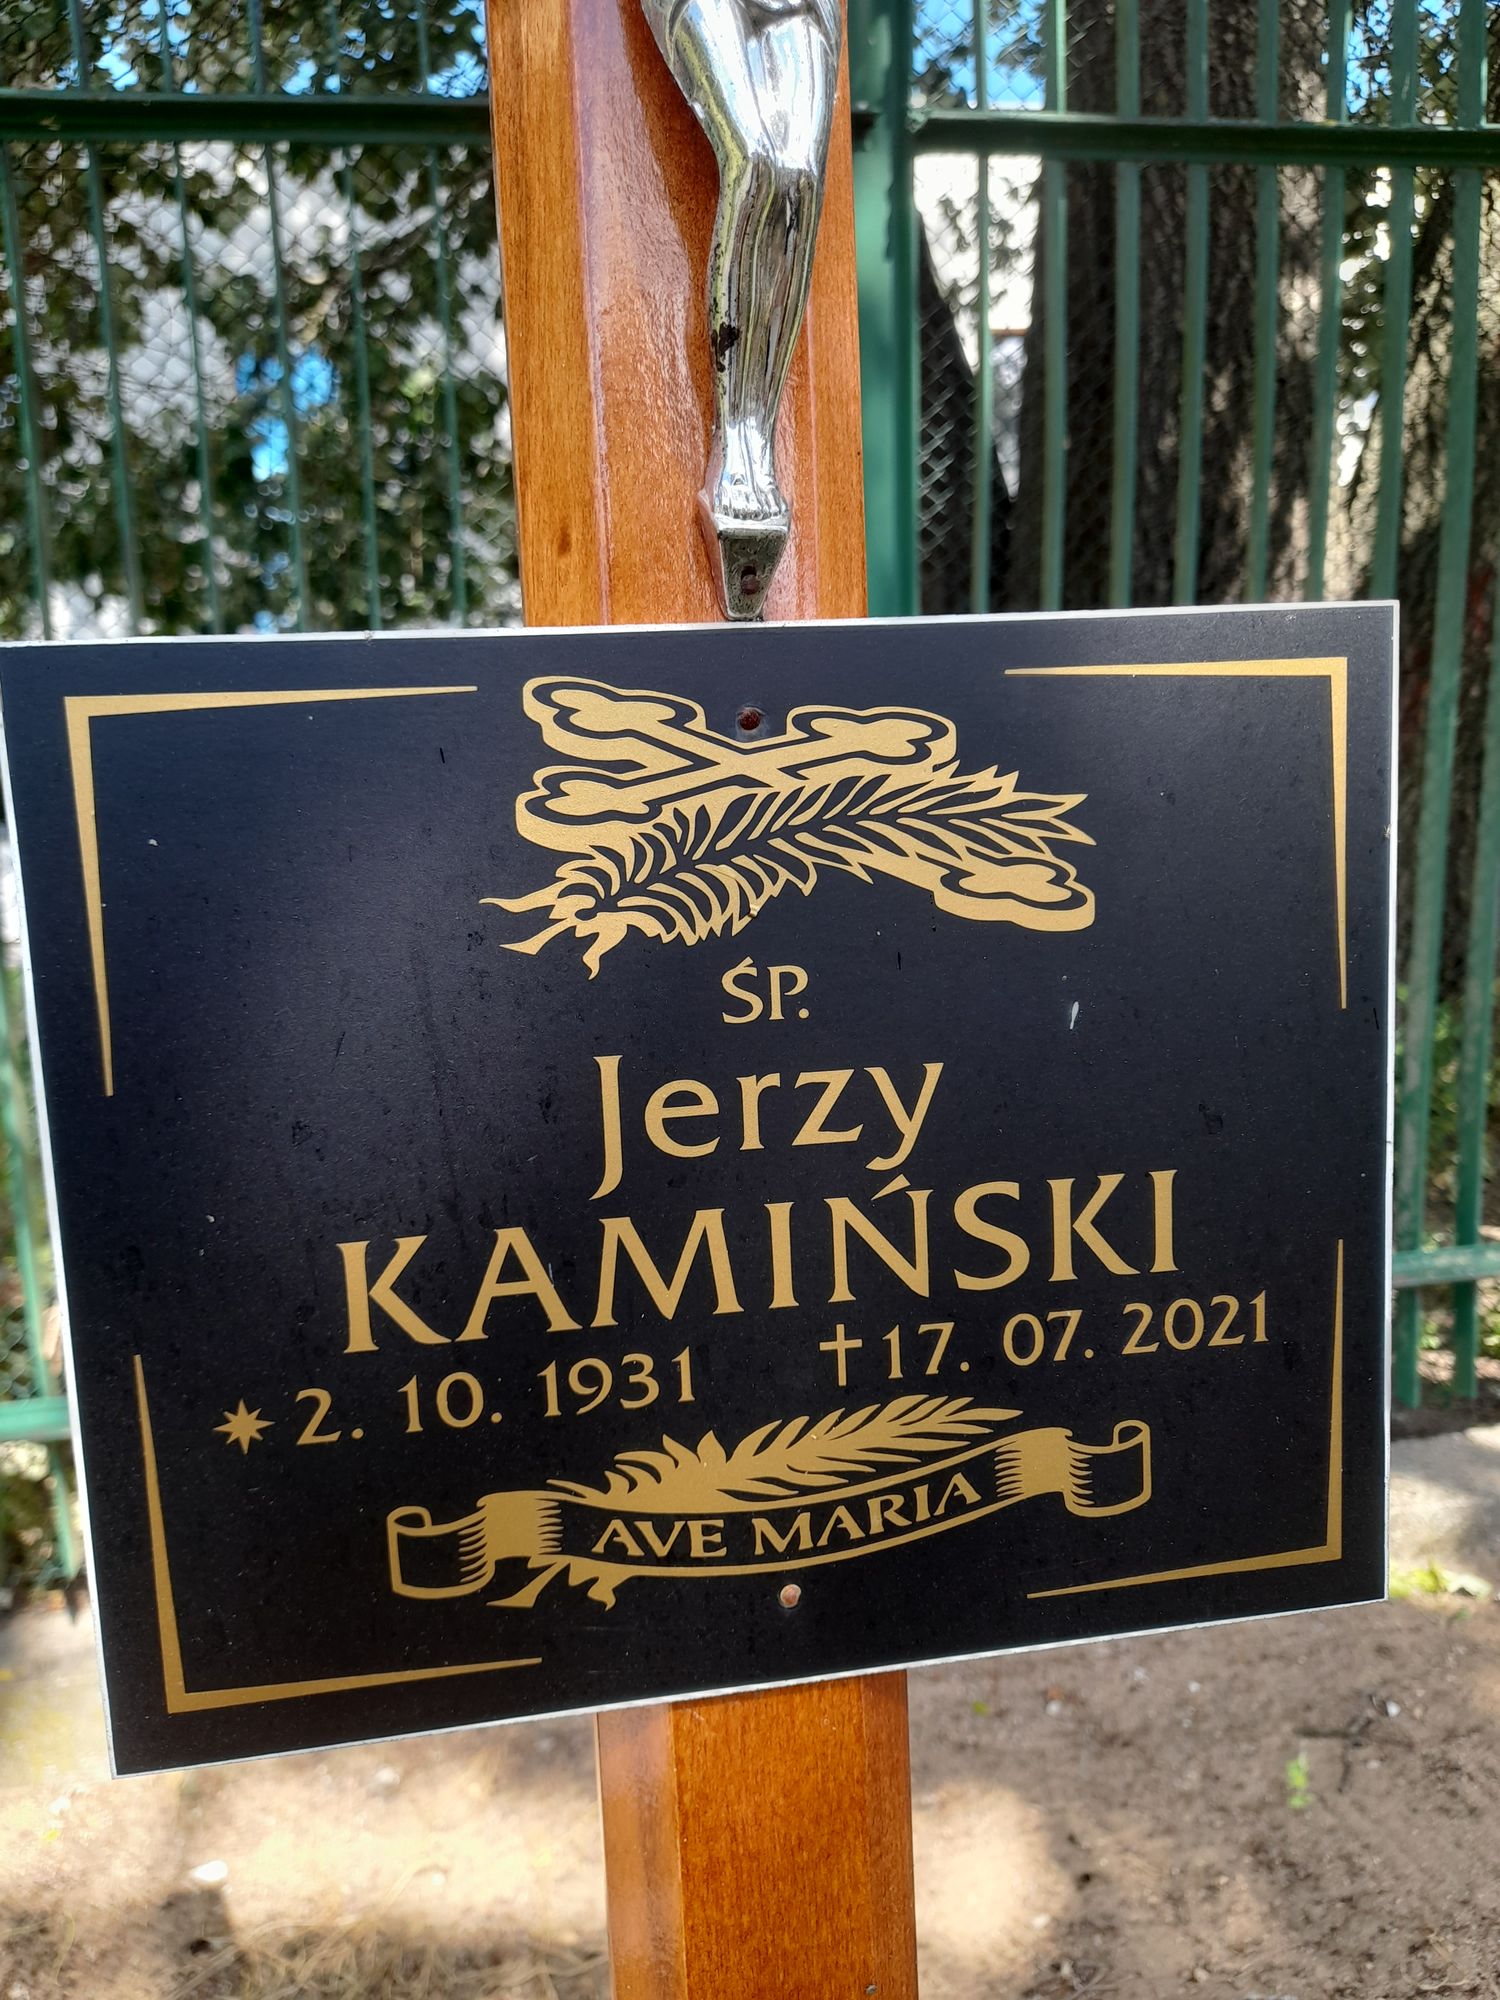 ŚP.
Jerzy
KAMIŃSKI
✴2. 10. 1931 ✝17. 07. 2021
AVE MARIA